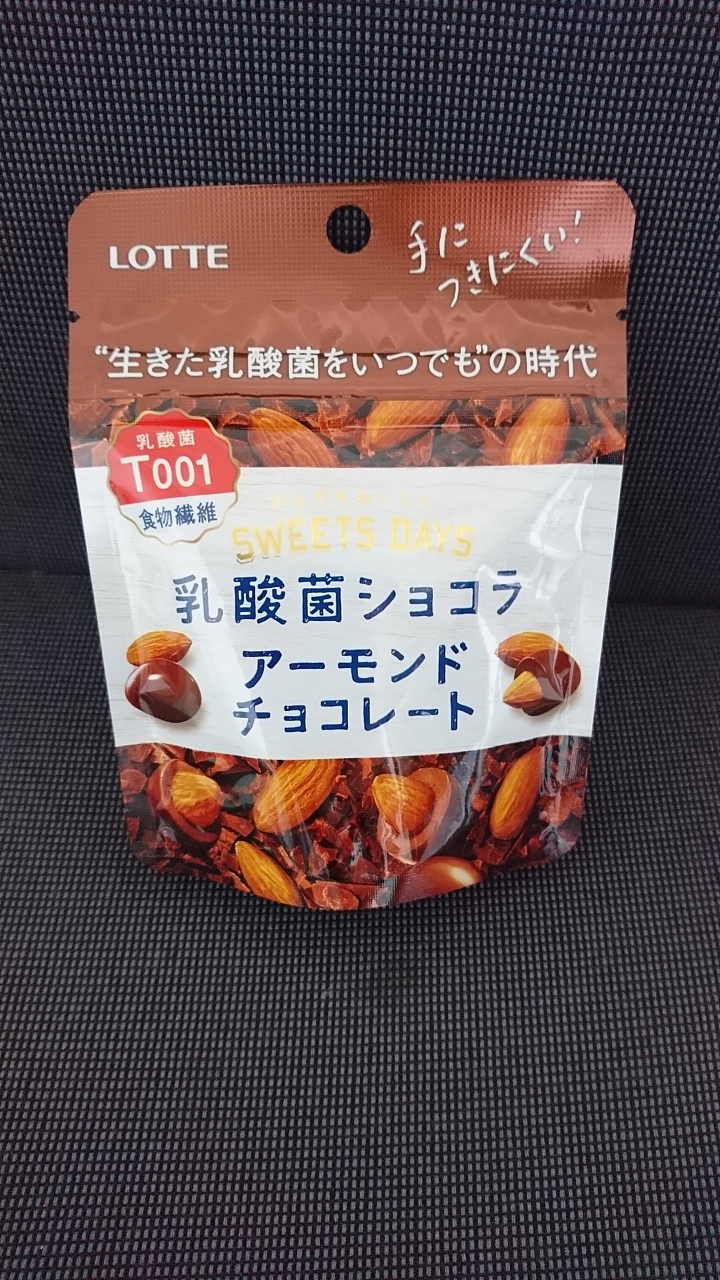 LOTTE
手に
つきにくい!
“生きた乳酸菌をいつでも”の時代
乳酸菌
T001
食物繊維
SWEETS DAYS
乳酸菌ショコラ
アーモンド
チョコレート